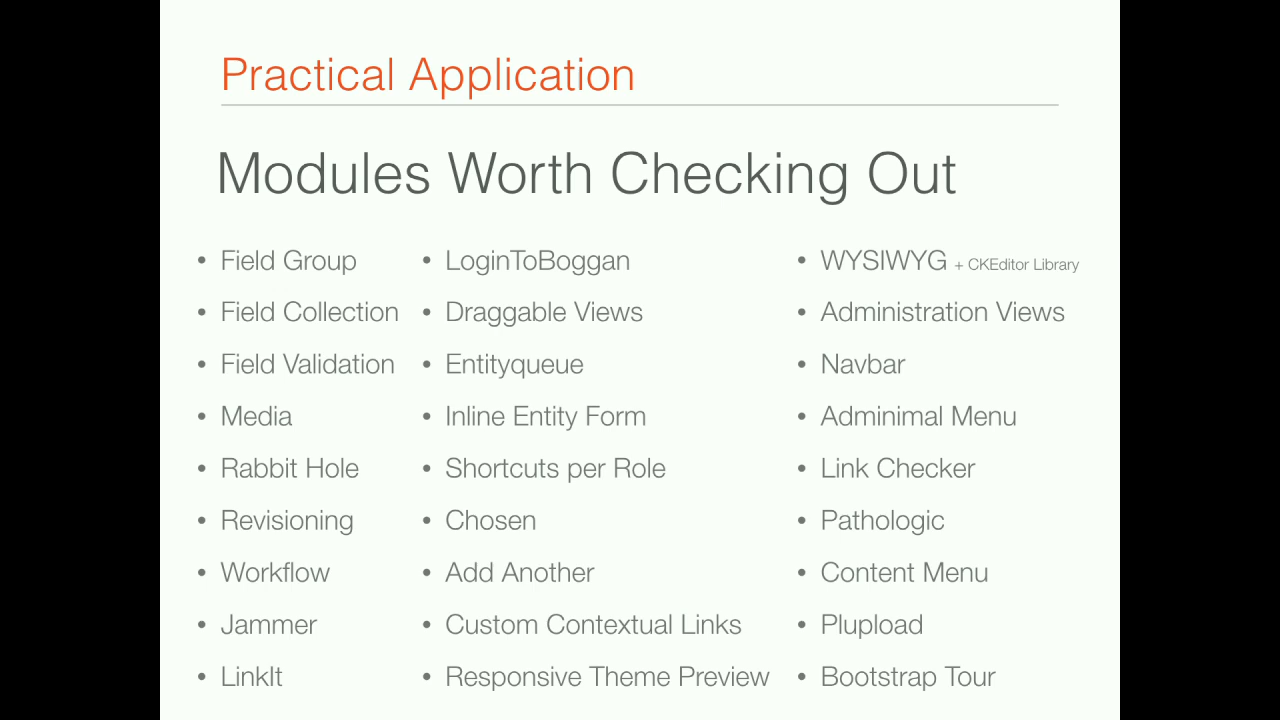 Practical Application
Modules Worth Checking Out
• Field Group
• Field Collection
• Field Validation
• Media
• Rabbit Hole
• Revisioning
• Workflow
• Jammer
• LinkIt
• LoginToBoggan
• Draggable Views
• Entityqueue
• Inline Entity Form
• Shortcuts per Role
• Chosen
• Add Another
• Custom Contextual Links
• Responsive Theme Preview
• WYSIWYG + CKEditor Library
• Administration Views
• Navbar
• Adminimal Menu
• Link Checker
• Pathologic
• Content Menu
• Plupload
• Bootstrap Tour